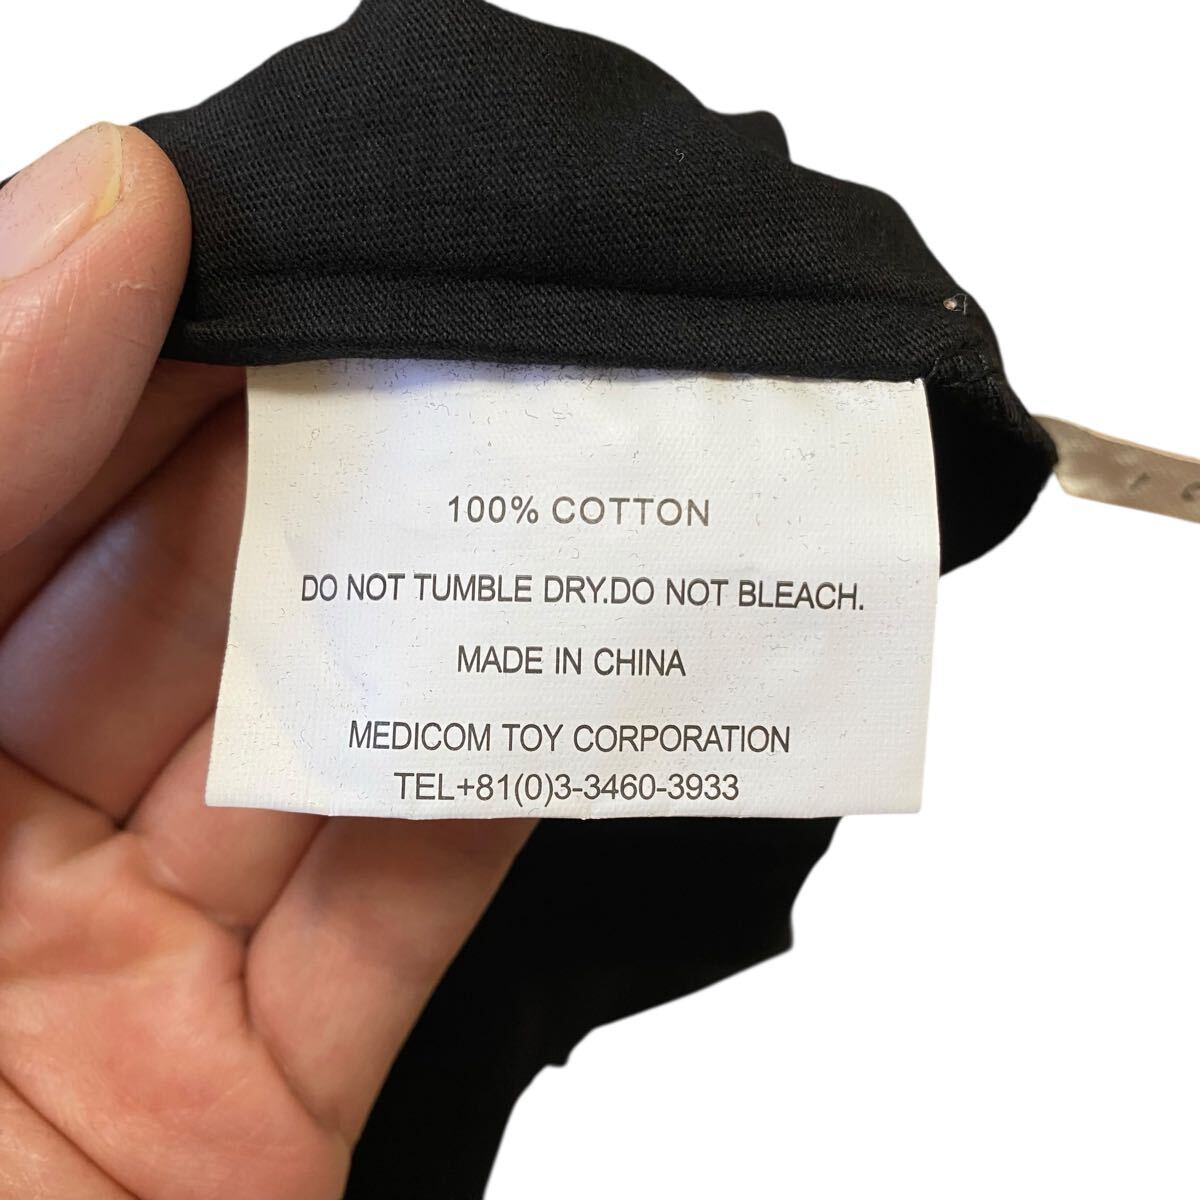 100% COTTON
DO NOT TUMBLE DRY.DO NOT BLEACH.
MADE IN CHINA
MEDICOM TOY CORPORATION
TEL+81(0)3-3460-3933